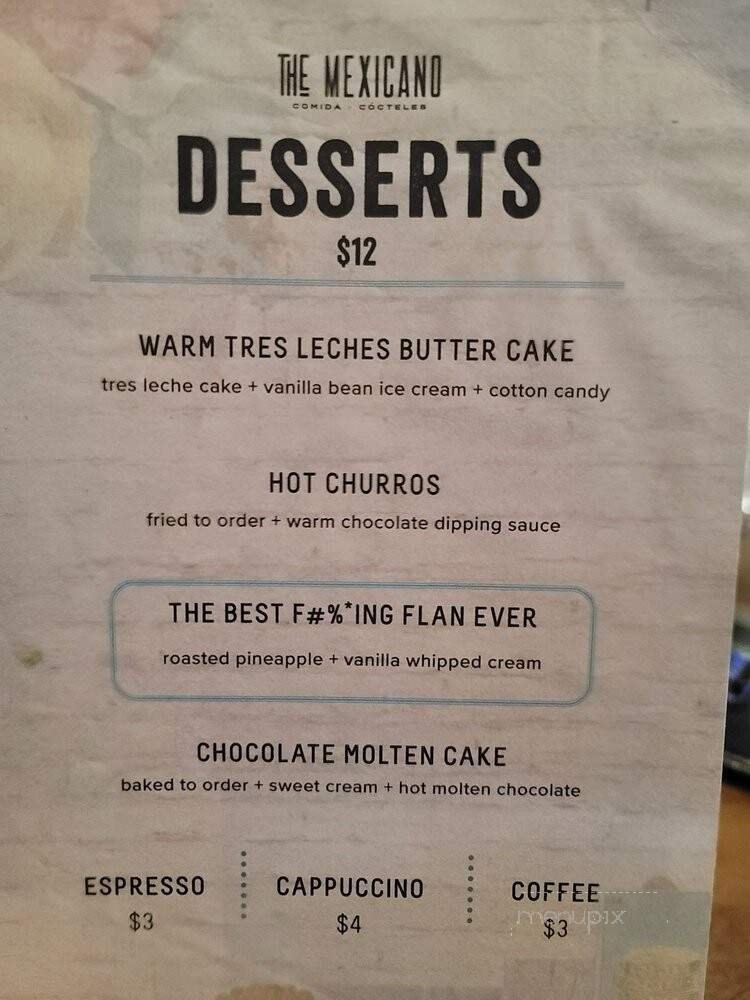 THE MEXICANO
COMIDA · CÓCTELES
DESSERTS
$12
WARM TRES LECHES BUTTER CAKE
tres leche cake + vanilla bean ice cream + cotton candy
HOT CHURROS
fried to order + warm chocolate dipping sauce
THE BEST F#%*ING FLAN EVER
roasted pineapple + vanilla whipped cream
CHOCOLATE MOLTEN CAKE
baked to order + sweet cream + hot molten chocolate
ESPRESSO CAPPUCCINO COFFEE
menupix
$3 $4 $3